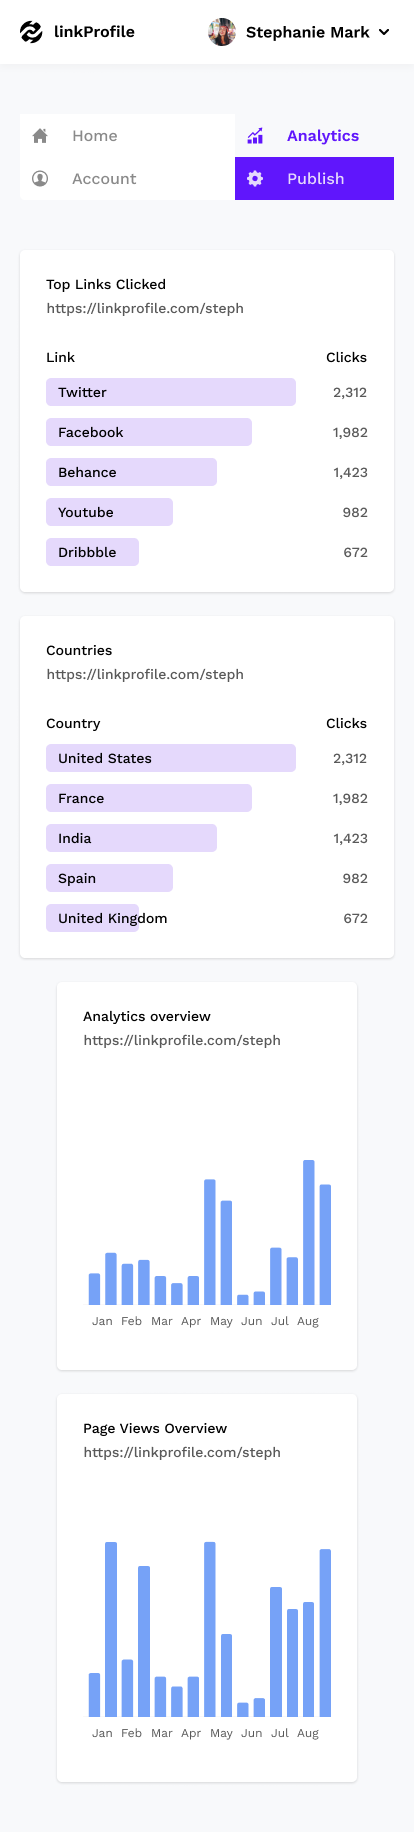 linkProfile
Stephanie Mark
Home
Analytics
Account
Publish
Top Links Clicked
https://linkprofile.com/steph
Link Clicks
Twitter 2,312
Facebook 1,982
Behance 1,423
Youtube 982
Dribbble 672
Countries
https://linkprofile.com/steph
Country Clicks
United States 2,312
France 1,982
India 1,423
Spain 982
United Kingdom 672
Analytics overview
https://linkprofile.com/steph
Jan Feb Mar Apr May Jun Jul Aug
Page Views Overview
https://linkprofile.com/steph
Jan Feb Mar Apr May Jun Jul Aug